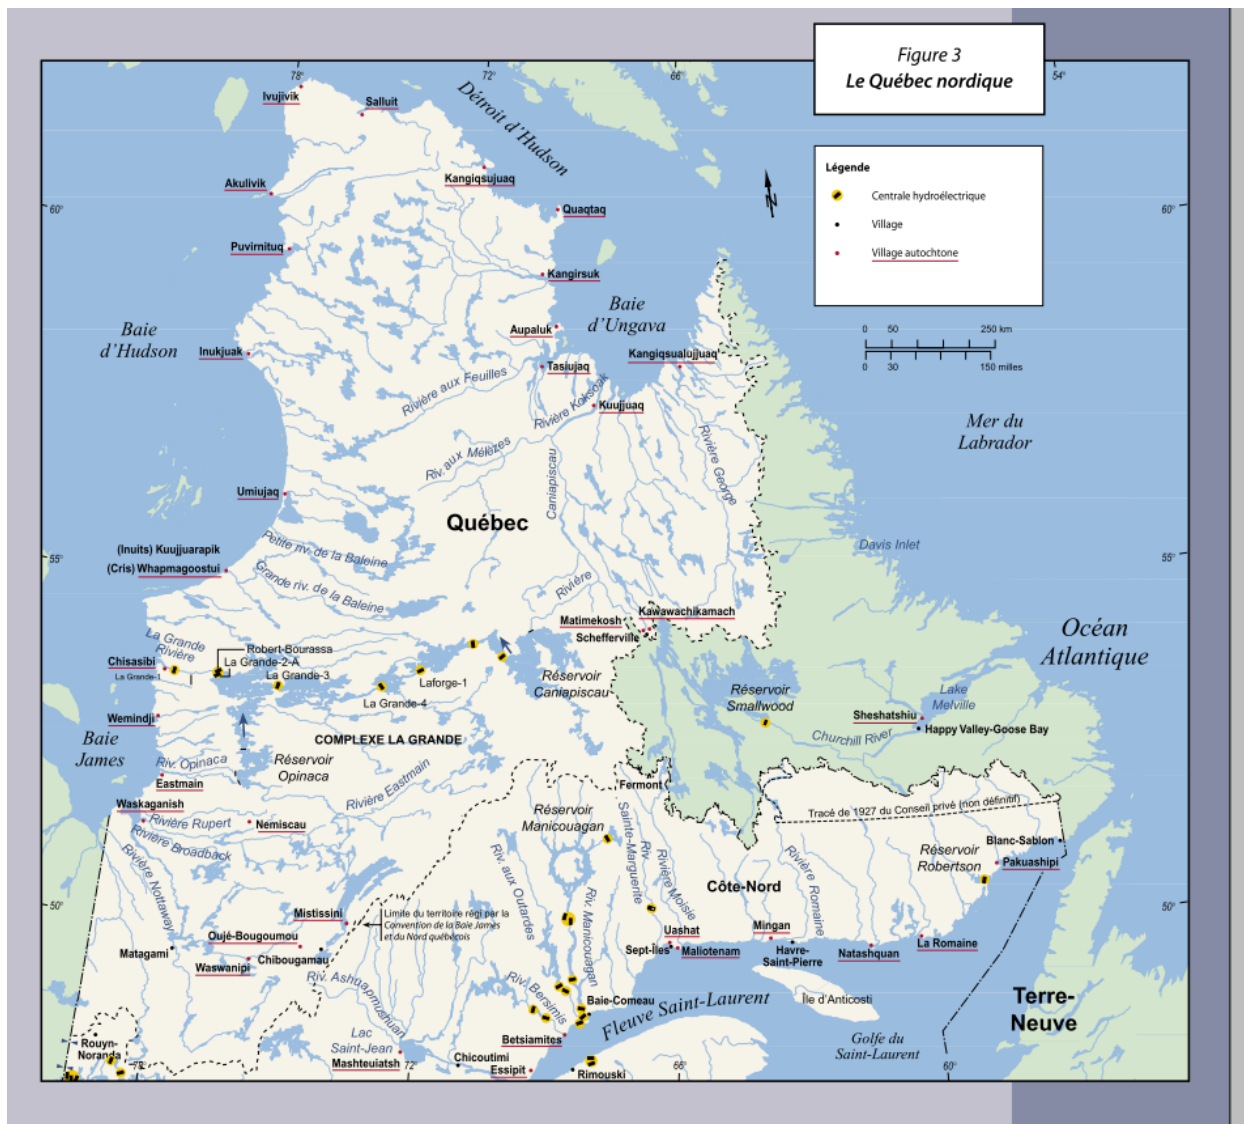 Figure 3
Le Québec nordique
78°
72°
66°
54°
Légende
Centrale hydroélectrique
Village
Village autochtone
0 50 250 km
0 30 150 milles
N
Ivujivik
Salluit
Détroit d'Hudson
Kangiqsujuaq
Akulivik
60°
60°
Quaqtaq
Puvirnituq
Kangirsuk
Baie
d'Hudson
Baie
d'Ungava
Aupaluk
Inukjuak
Kangiqsualujjuaq
Tasiujaq
Rivière aux Feuilles
Rivière Koksoak
Kuujjuaq
Mer du
Labrador
Riv. aux Mélèzes
Rivière George
Caniapiscau
Umiujaq
Québec
Petite riv. de la Baleine
Davis Inlet
(Inuits) Kuujjuarapik
55°
55°
(Cris) Whapmagoostui
Grande riv. de la Baleine
Rivière
Kawawachikamach
Matimekosh
Schefferville
Océan
Atlantique
La Grande
Rivière
Robert-Bourassa
La Grande-2-A
Chisasibi
La Grande-1
La Grande-3
Laforge-1
La Grande-4
Réservoir
Caniapiscau
Réservoir
Smallwood
Lake
Melville
Sheshatshiu
Happy Valley-Goose Bay
Churchill River
Wemindji
Baie
James
COMPLEXE LA GRANDE
Riv. Opinaca
Réservoir
Opinaca
Eastmain
Rivière Eastmain
Fermont
Waskaganish
Rivière Rupert
Nemiscau
Rivière Broadback
Réservoir
Manicouagan
Sainte-Marguerite
Riv.
Tracé de 1927 du Conseil privé (non définitif)
Blanc-Sablon
Réservoir
Robertson
Pakuashipi
Rivière Nottaway
Riv. aux Outardes
Rivière Moisie
Rivière Romaine
Côte-Nord
50°
50°
Mistissini
Limite du territoire régi par la
Convention de la Baie James
et du Nord québécois
Riv. Manicouagan
Oujé-Bougoumou
Matagami
Chibougamau
Waswanipi
Uashat
Sept-Îles
Maliotenam
Mingan
Havre-
Saint-Pierre
Natashquan
La Romaine
Riv. Ashuapmushuan
Riv. Bersimis
Baie-Comeau
Île d'Anticosti
Terre-
Neuve
Fleuve Saint-Laurent
Rouyn-
Noranda
Lac
Saint-Jean
Betsiamites
Golfe du
Saint-Laurent
Mashteuiatsh
Chicoutimi
Essipit
Rimouski
78°
72°
66°
60°